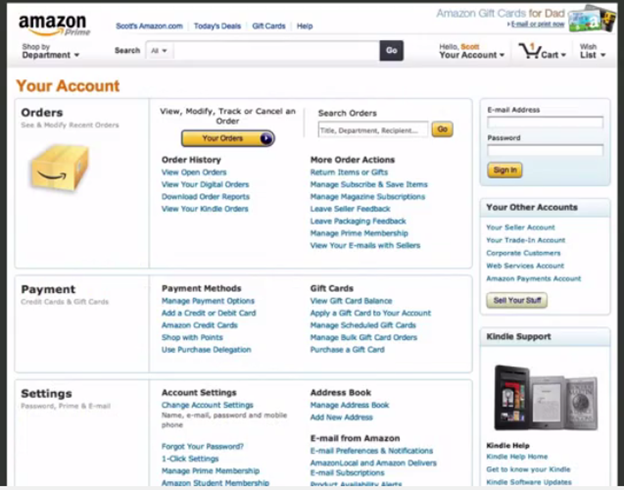 amazon
Prime
Scott's Amazon.com
Today's Deals
Gift Cards
Help
Amazon Gift Cards for Dad
E-mail or print now
Shop by
Department
Search
All
Go
Hello, Scott
Your Account
1
Cart
Wish
List
Your Account
Orders
See & Modify Recent Orders
View, Modify, Track or Cancel an
Order
Your Orders
Search Orders
Title, Department, Recipient...
Go
Order History
View Open Orders
View Your Digital Orders
Download Order Reports
View Your Kindle Orders
More Order Actions
Return Items or Gifts
Manage Subscribe & Save Items
Manage Magazine Subscriptions
Leave Seller Feedback
Leave Packaging Feedback
Manage Prime Membership
View Your E-mails with Sellers
E-mail Address
Password
Sign In
Your Other Accounts
Your Seller Account
Your Trade-In Account
Corporate Customers
Web Services Account
Amazon Payments Account
Sell Your Stuff
Payment
Credit Cards & Gift Cards
Payment Methods
Manage Payment Options
Add a Credit or Debit Card
Amazon Credit Cards
Shop with Points
Use Purchase Delegation
Gift Cards
View Gift Card Balance
Apply a Gift Card to Your Account
Manage Scheduled Gift Cards
Manage Bulk Gift Card Orders
Purchase a Gift Card
Kindle Support
Kindle Help
Kindle Help Home
Get to know your Kindle
Kindle Software Updates
Settings
Password, Prime & E-mail
Account Settings
Change Account Settings
Name, e-mail, password and mobile
phone
Forgot Your Password?
1-Click Settings
Manage Prime Membership
Amazon Student Membership
Address Book
Manage Address Book
Add New Address
E-mail from Amazon
E-mail Preferences & Notifications
AmazonLocal and Amazon Delivers
E-mail Subscriptions
Product Availability Alerts